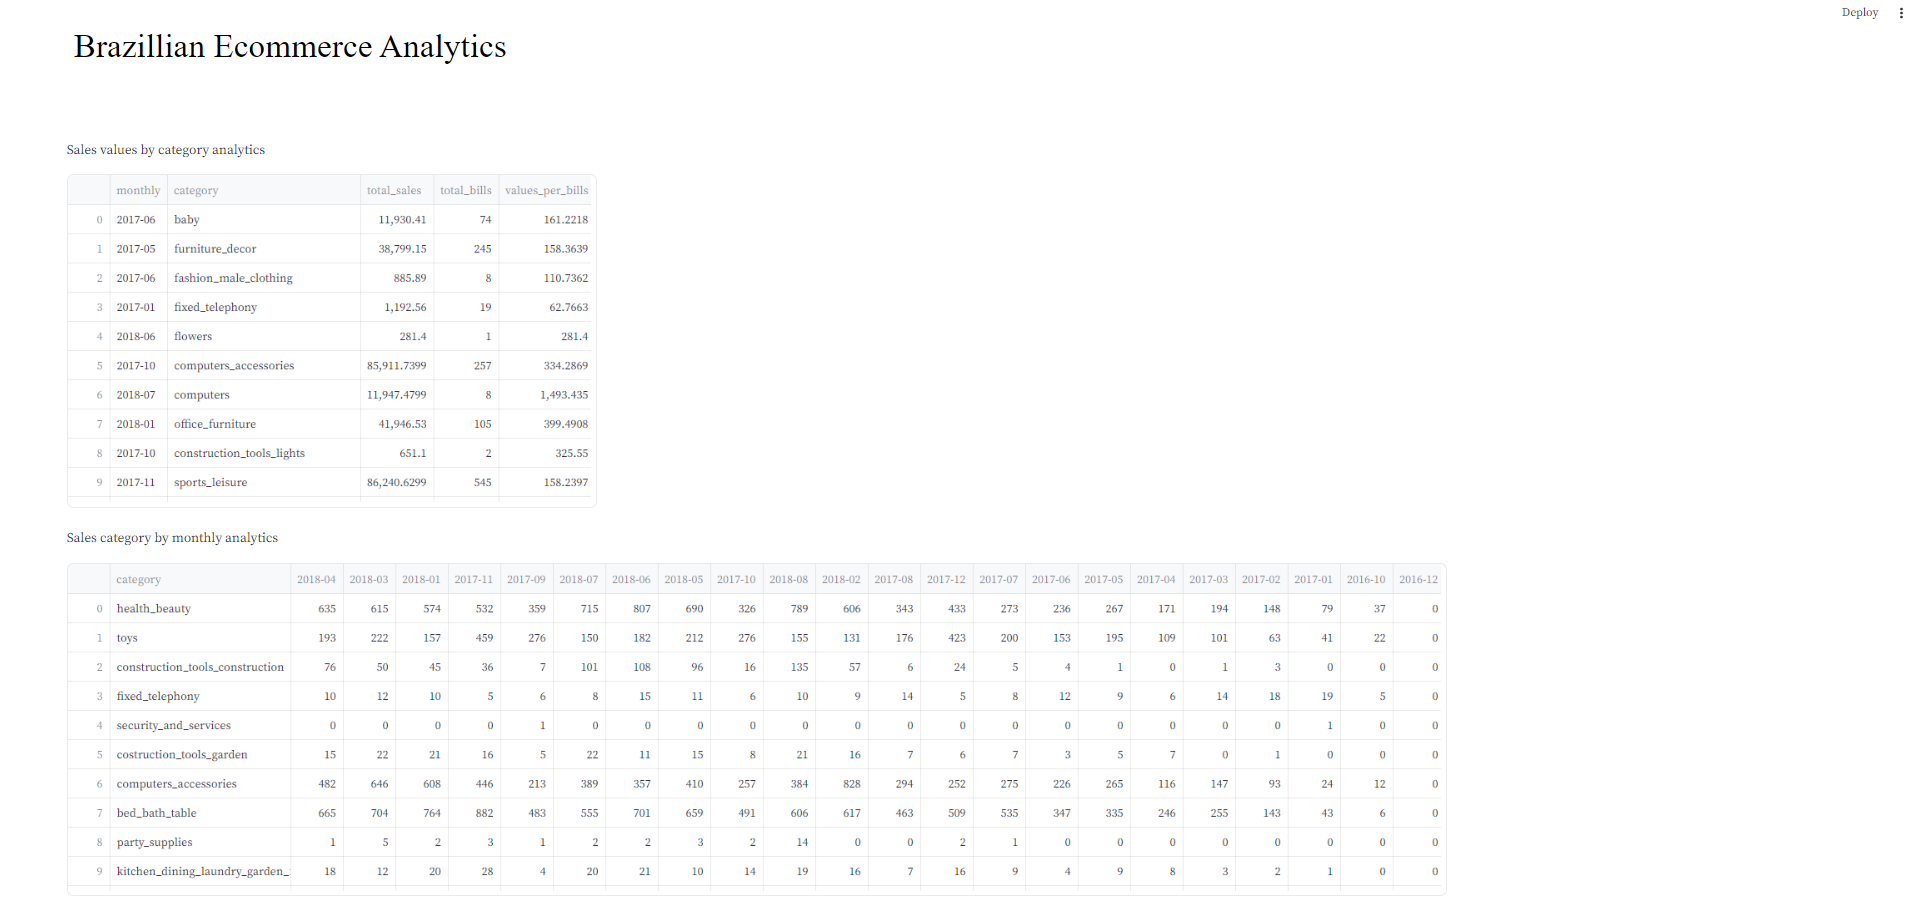 Deploy
Brazillian Ecommerce Analytics
Sales values by category analytics
monthly category total_sales total_bills values_per_bills
0 2017-06 baby 11,930.41 74 161.2218
1 2017-05 furniture_decor 38,799.15 245 158.3639
2 2017-06 fashion_male_clothing 885.89 8 110.7362
3 2017-01 fixed_telephony 1,192.56 19 62.7663
4 2018-06 flowers 281.4 1 281.4
5 2017-10 computers_accessories 85,911.7399 257 334.2869
6 2018-07 computers 11,947.4799 8 1,493.435
7 2018-01 office_furniture 41,946.53 105 399.4908
8 2017-10 construction_tools_lights 651.1 2 325.55
9 2017-11 sports_leisure 86,240.6299 545 158.2397
Sales category by monthly analytics
category 2018-04 2018-03 2018-01 2017-11 2017-09 2018-07 2018-06 2018-05 2017-10 2018-08 2018-02 2017-08 2017-12 2017-07 2017-06 2017-05 2017-04 2017-03 2017-02 2017-01 2016-10 2016-12
0 health_beauty 635 615 574 532 359 715 807 690 326 789 606 343 433 273 236 267 171 194 148 79 37 0
1 toys 193 222 157 459 276 150 182 212 276 155 131 176 423 200 153 195 109 101 63 41 22 0
2 construction_tools_construction 76 50 45 36 7 101 108 96 16 135 57 6 24 5 4 1 0 1 3 0 0 0
3 fixed_telephony 10 12 10 5 6 8 15 11 6 10 9 14 5 8 12 9 6 14 18 19 5 0
4 security_and_services 0 0 0 0 1 0 0 0 0 0 0 0 0 0 0 0 0 0 0 1 0 0
5 costruction_tools_garden 15 22 21 16 5 22 11 15 8 21 16 7 6 7 3 5 7 0 1 0 0 0
6 computers_accessories 482 646 608 446 213 389 357 410 257 384 828 294 252 275 226 265 116 147 93 24 12 0
7 bed_bath_table 665 704 764 882 483 555 701 659 491 606 617 463 509 535 347 335 246 255 143 43 6 0
8 party_supplies 1 5 2 3 1 2 2 3 2 14 0 0 2 1 0 0 0 0 0 0 0 0
9 kitchen_dining_laundry_garden_ 18 12 20 28 4 20 21 10 14 19 16 7 16 9 4 9 8 3 2 1 0 0